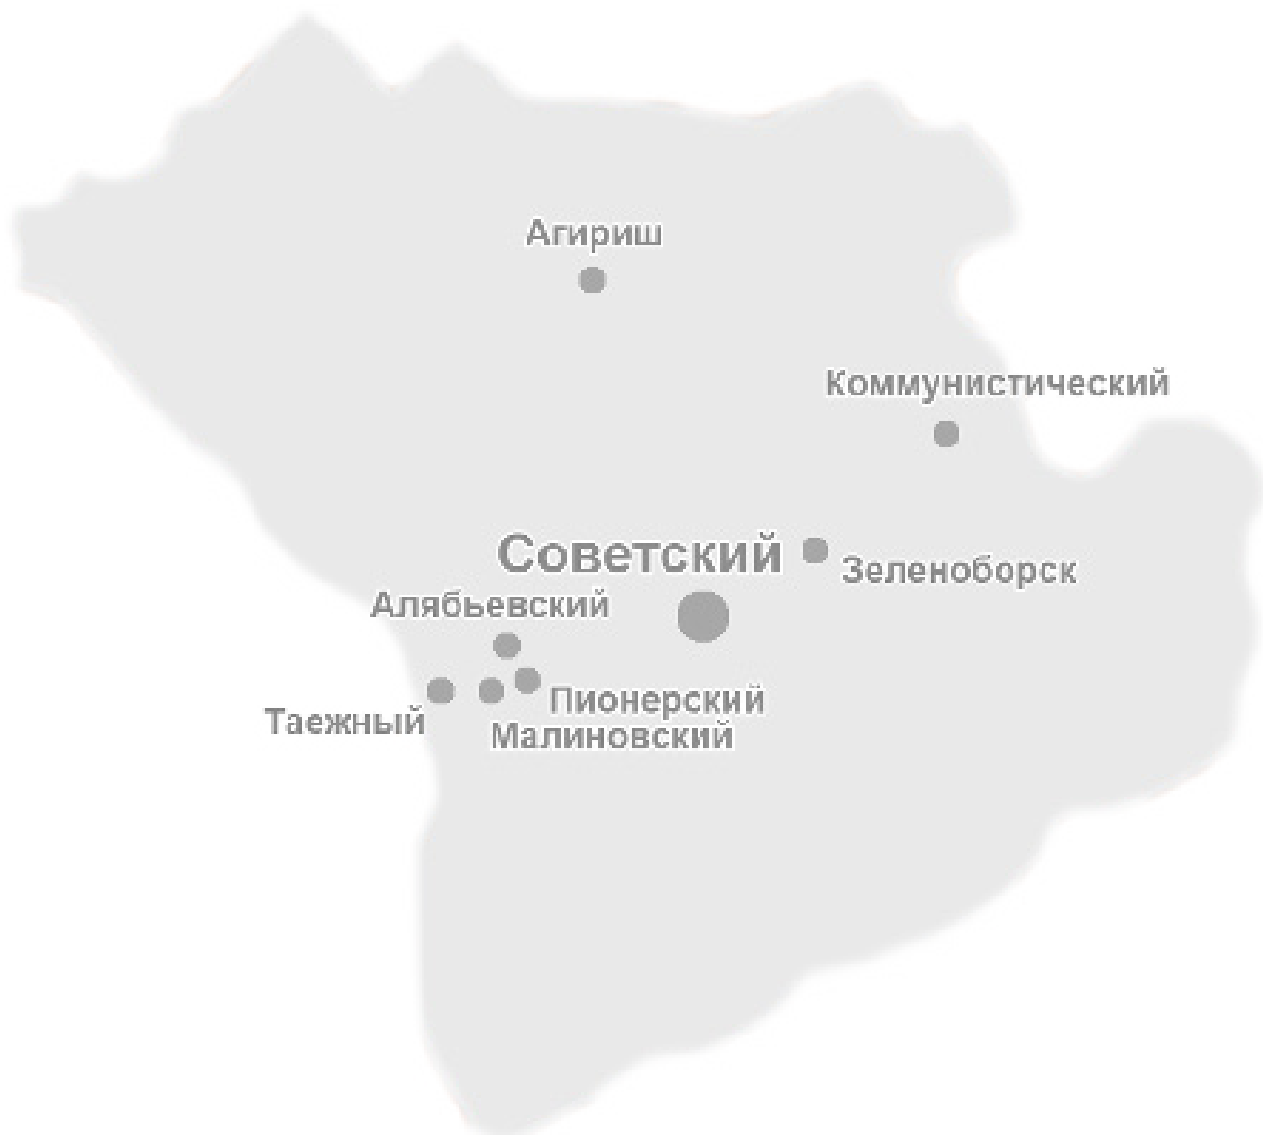 Агириш
Коммунистический
Советский
Зеленоборск
Алябьевский
Пионерский
Таежный
Малиновский